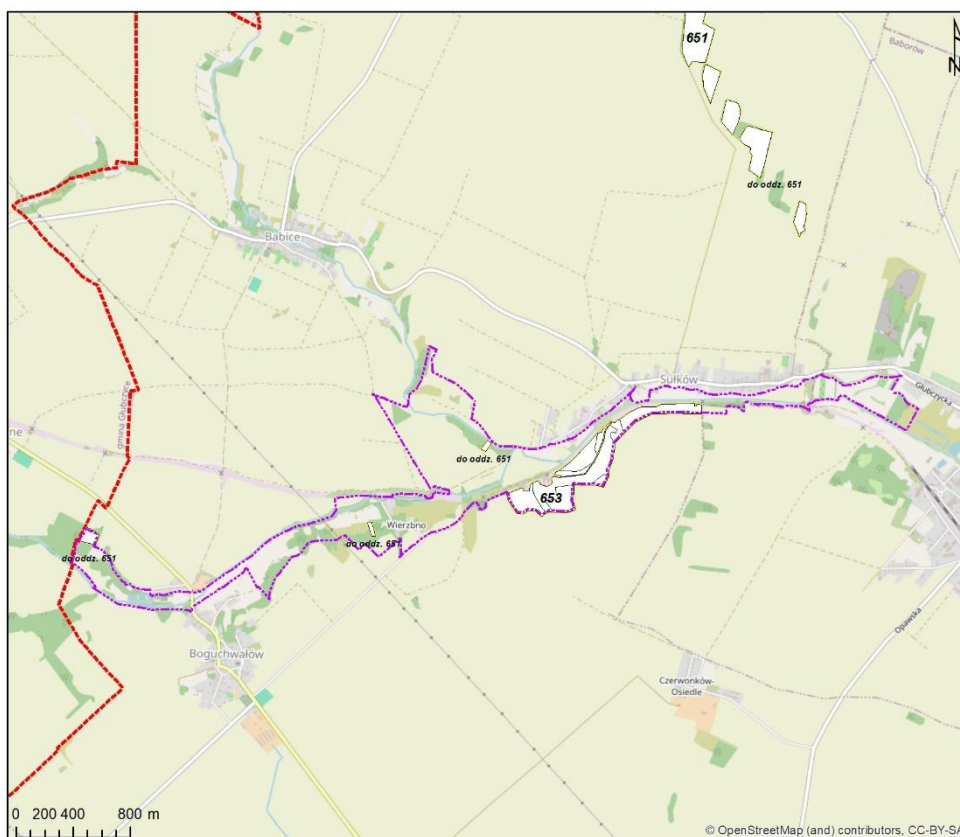 651
Baborów
N
do oddz. 651
Babice
gmina Głubczyce
Sułków
Głubczycka
ne
do oddz. 651
653
Wierzbno
do oddz. 651
do oddz. 651
Opawska
Boguchwałów
Czerwonków-
Osiedle
0 200 400 800 m
© OpenStreetMap (and) contributors, CC-BY-SA